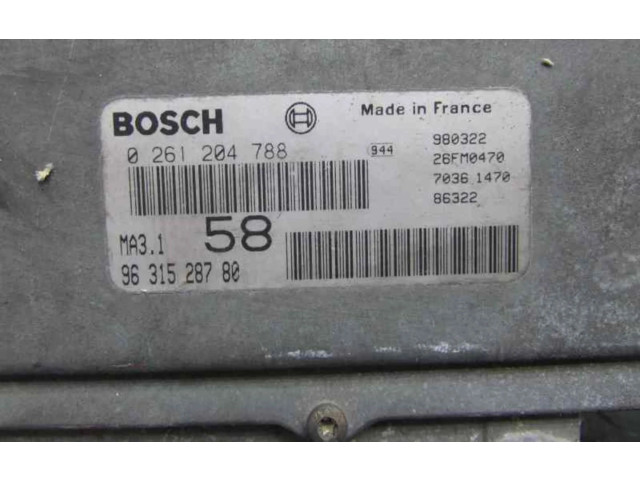 BOSCH Made in France
0 261 204 788 944 980322
26FM0470
7036 1470
86322
MA3.1 58
96 315 287 80